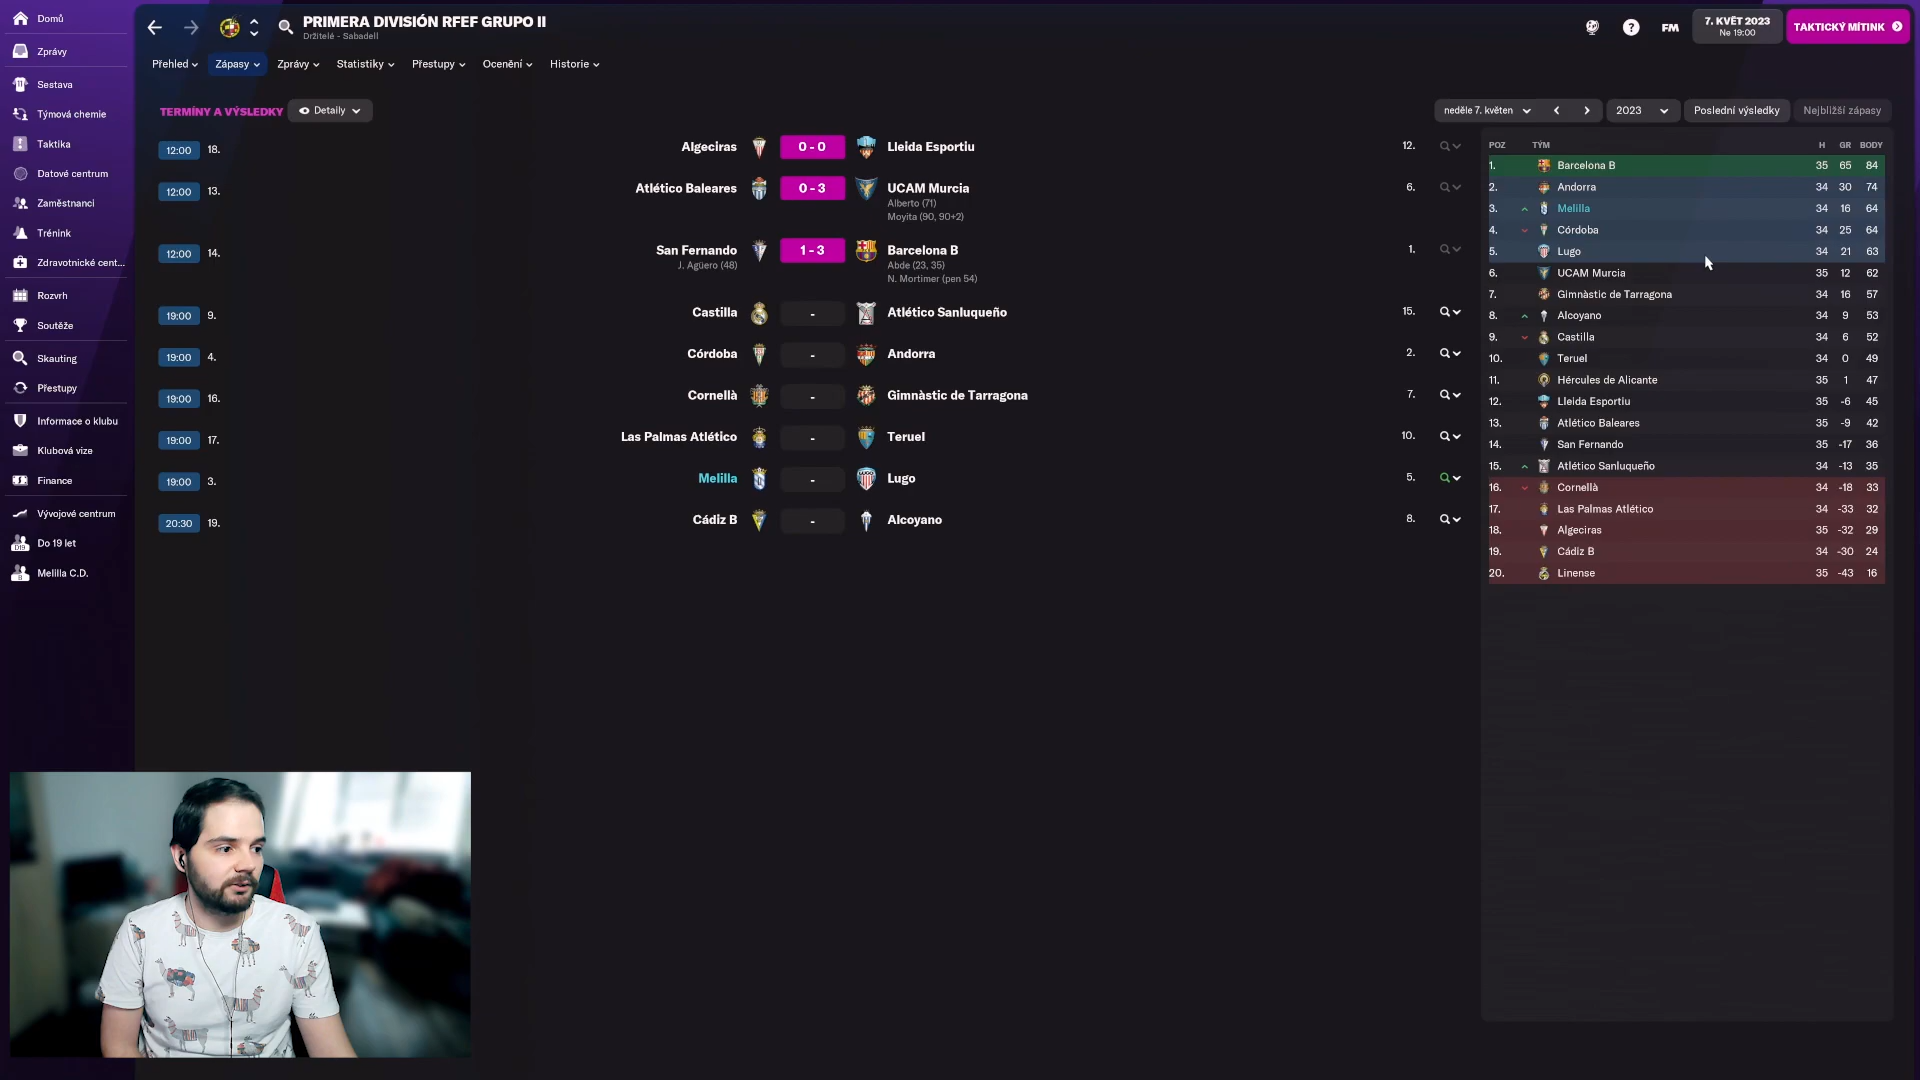 Domů
Zprávy
Sestava
Týmová chemie
Taktika
Datové centrum
Zaměstnanci
Trénink
Zdravotnické cent...
Rozvrh
Soutěže
Skauting
Přestupy
Informace o klubu
Klubová vize
Finance
Vývojové centrum
Do 19 let
Melilla C.D.
PRIMERA DIVISIÓN RFEF GRUPO II
Držitelé - Sabadell
FM
7. KVĚT 2023
Ne 19:00
TAKTICKÝ MÍTINK
Přehled Zápasy Zprávy Statistiky Přestupy Ocenění Historie
TERMÍNY A VÝSLEDKY Detaily
neděle 7. květen 2023 Poslední výsledky Nejbližší zápasy
12:00 18. Algeciras 0 - 0 Lleida Esportiu 12.
12:00 13. Atlético Baleares 0 - 3 UCAM Murcia 6.
Alberto (71)
Moyita (90, 90+2)
12:00 14. San Fernando 1 - 3 Barcelona B 1.
J. Agüero (48) Abde (23, 35)
N. Mortimer (pen 54)
19:00 9. Castilla - Atlético Sanluqueño 15.
19:00 4. Córdoba - Andorra 2.
19:00 16. Cornellà - Gimnàstic de Tarragona 7.
19:00 17. Las Palmas Atlético - Teruel 10.
19:00 3. Melilla - Lugo 5.
20:30 19. Cádiz B - Alcoyano 8.
POZ TÝM H GR BODY
1. Barcelona B 35 65 84
2. Andorra 34 30 74
3. Melilla 34 16 64
4. Córdoba 34 25 64
5. Lugo 34 21 63
6. UCAM Murcia 35 12 62
7. Gimnàstic de Tarragona 34 16 57
8. Alcoyano 34 9 53
9. Castilla 34 6 52
10. Teruel 34 0 49
11. Hércules de Alicante 35 1 47
12. Lleida Esportiu 35 -6 45
13. Atlético Baleares 35 -9 42
14. San Fernando 35 -17 36
15. Atlético Sanluqueño 34 -13 35
16. Cornellà 34 -18 33
17. Las Palmas Atlético 34 -33 32
18. Algeciras 35 -32 29
19. Cádiz B 34 -30 24
20. Linense 35 -43 16